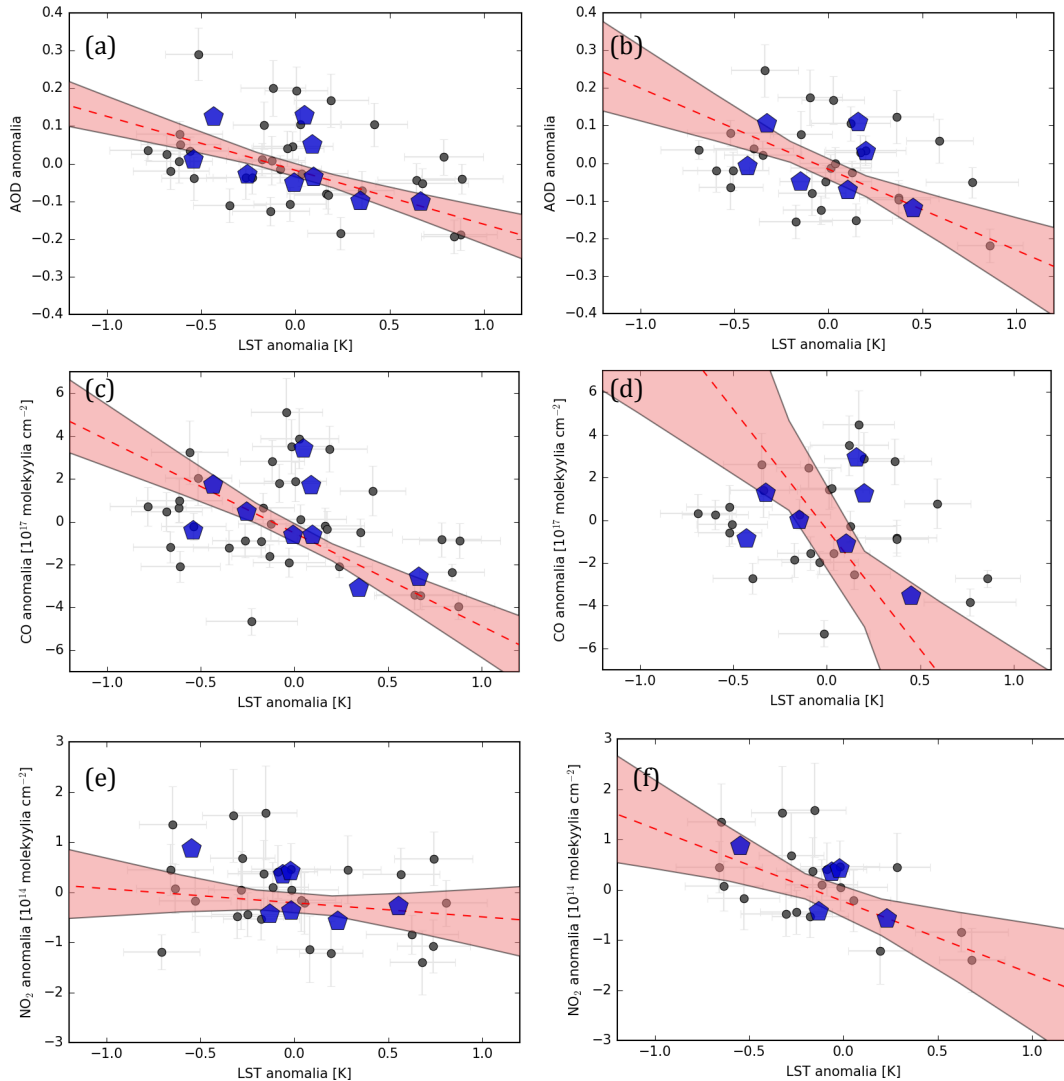 (a)
0.4
0.3
0.2
0.1
0.0
−0.1
−0.2
−0.3
−0.4
AOD anomalia
−1.0 −0.5 0.0 0.5 1.0
LST anomalia [K]
(b)
0.4
0.3
0.2
0.1
0.0
−0.1
−0.2
−0.3
−0.4
AOD anomalia
−1.0 −0.5 0.0 0.5 1.0
LST anomalia [K]
(c)
6
4
2
0
−2
−4
−6
CO anomalia [10¹⁷ molekyylia cm⁻²]
−1.0 −0.5 0.0 0.5 1.0
LST anomalia [K]
(d)
6
4
2
0
−2
−4
−6
CO anomalia [10¹⁷ molekyylia cm⁻²]
−1.0 −0.5 0.0 0.5 1.0
LST anomalia [K]
(e)
3
2
1
0
−1
−2
−3
NO₂ anomalia [10¹⁴ molekyylia cm⁻²]
−1.0 −0.5 0.0 0.5 1.0
LST anomalia [K]
(f)
3
2
1
0
−1
−2
−3
NO₂ anomalia [10¹⁴ molekyylia cm⁻²]
−1.0 −0.5 0.0 0.5 1.0
LST anomalia [K]